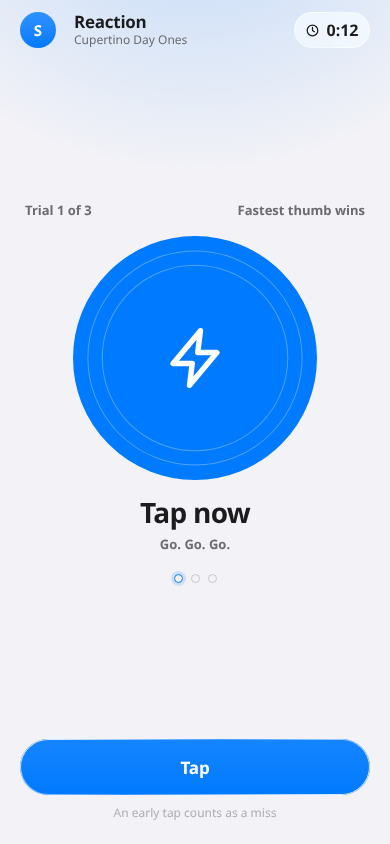 S
Reaction
Cupertino Day Ones
0:12
Trial 1 of 3
Fastest thumb wins
Tap now
Go. Go. Go.
Tap
An early tap counts as a miss